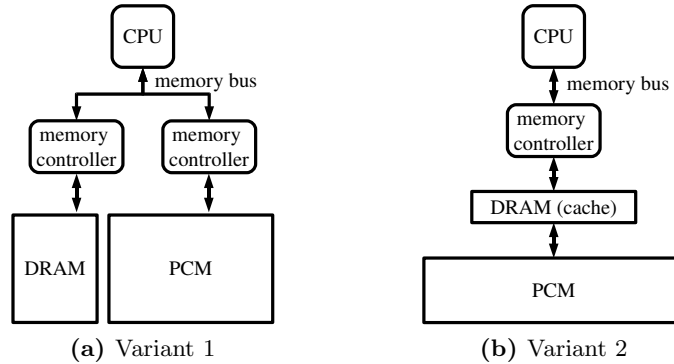 CPU
memory bus
memory
controller
memory
controller
DRAM
PCM
(a) Variant 1
CPU
memory bus
memory
controller
DRAM (cache)
PCM
(b) Variant 2